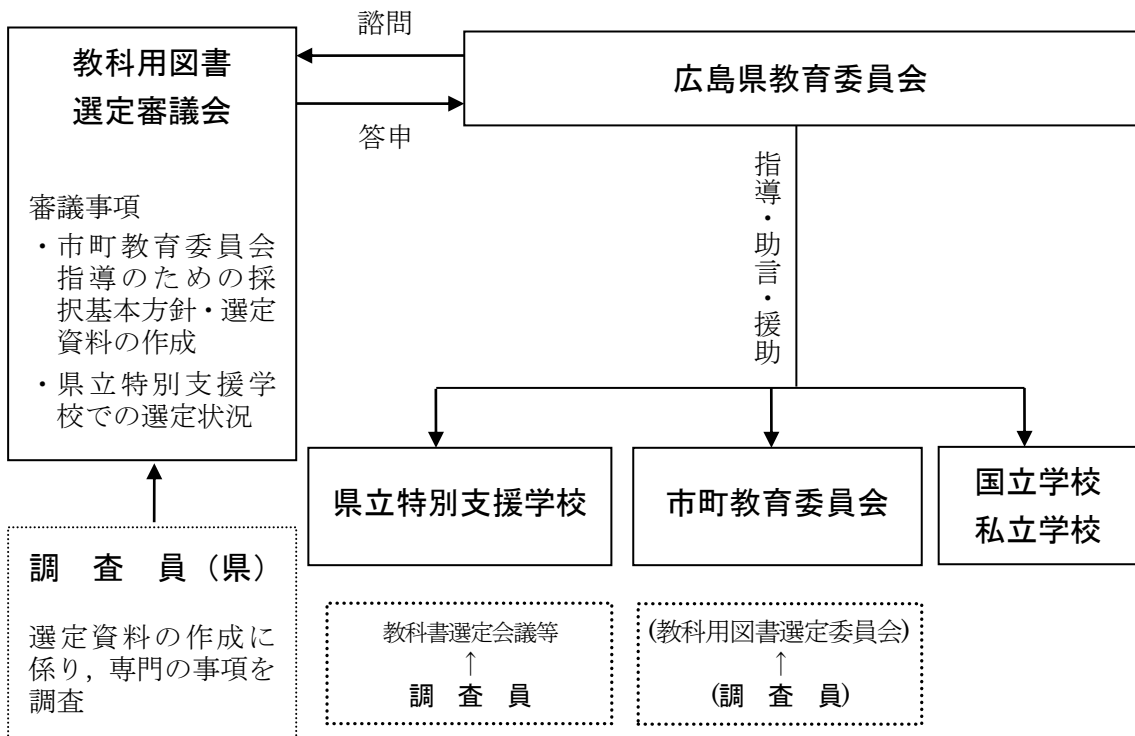 諮問
教科用図書
選定審議会
広島県教育委員会
答申
審議事項
・市町教育委員会
指導のための採
択基本方針・選定
資料の作成
・県立特別支援学
校での選定状況
指導・助言・援助
県立特別支援学校
市町教育委員会
国立学校
私立学校
調 査 員（県）
選定資料の作成に
係り，専門の事項を
調査
教科書選定会議等
↑
調 査 員
(教科用図書選定委員会)
↑
(調 査 員)